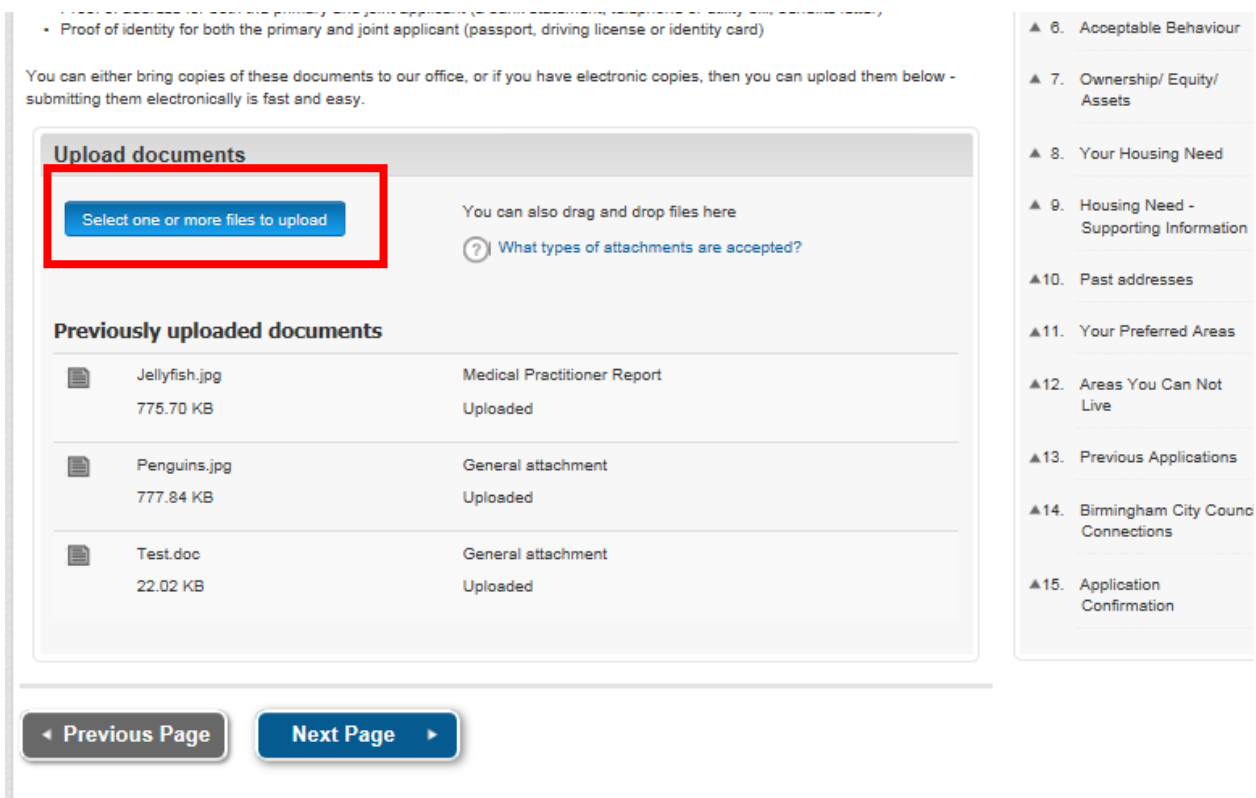 • Proof of identity for both the primary and joint applicant (passport, driving license or identity card)
You can either bring copies of these documents to our office, or if you have electronic copies, then you can upload them below -
submitting them electronically is fast and easy.
Upload documents
Select one or more files to upload
You can also drag and drop files here
What types of attachments are accepted?
Previously uploaded documents
Jellyfish.jpg Medical Practitioner Report
775.70 KB Uploaded
Penguins.jpg General attachment
777.84 KB Uploaded
Test.doc General attachment
22.02 KB Uploaded
Previous Page
Next Page
6. Acceptable Behaviour
7. Ownership/ Equity/
Assets
8. Your Housing Need
9. Housing Need -
Supporting Information
10. Past addresses
11. Your Preferred Areas
12. Areas You Can Not
Live
13. Previous Applications
14. Birmingham City Counc
Connections
15. Application
Confirmation